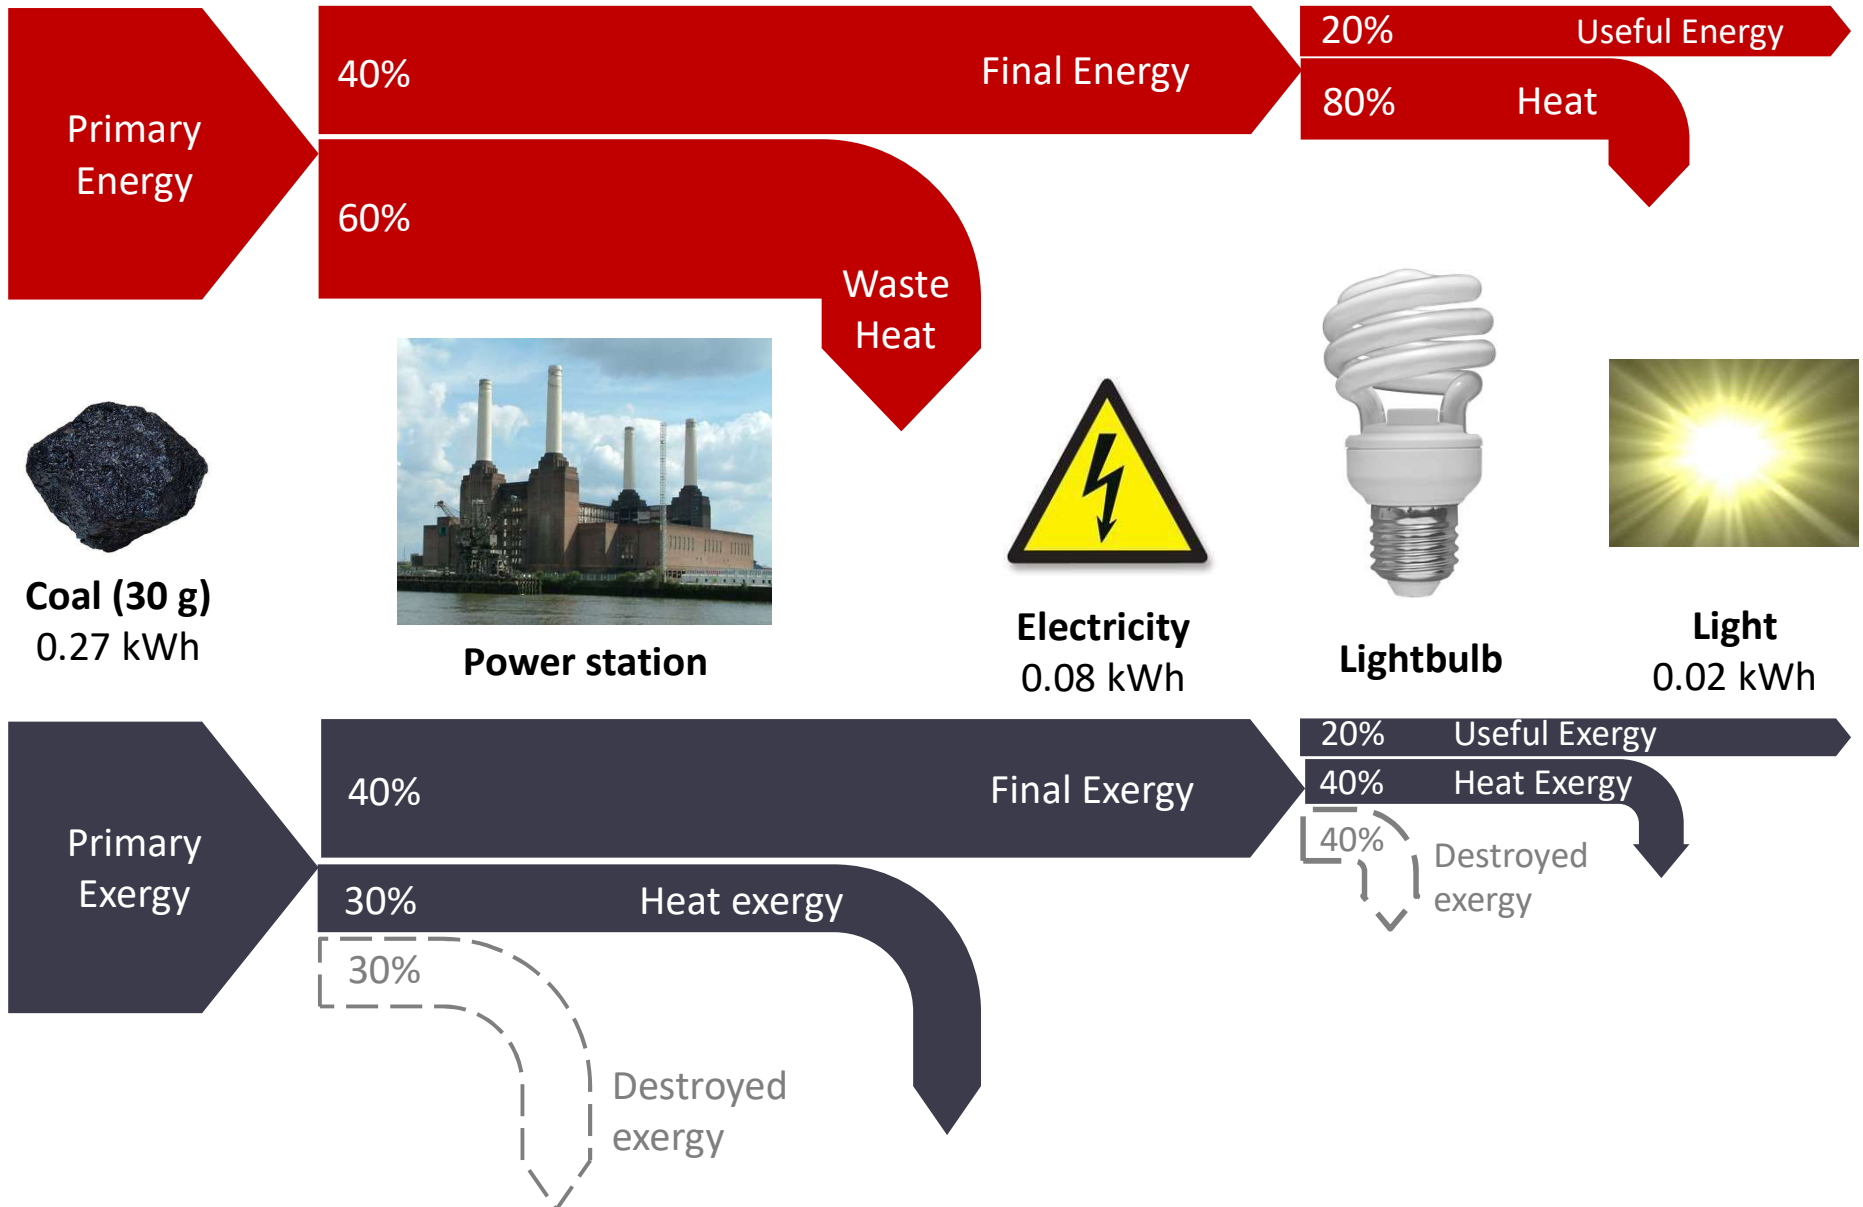 20%
Useful Energy
40%
Final Energy
80%
Heat
Primary
Energy
60%
Waste
Heat
Coal (30 g)
0.27 kWh
Power station
Electricity
0.08 kWh
Lightbulb
Light
0.02 kWh
20%
Useful Exergy
40%
Final Exergy
40%
Heat Exergy
40%
Destroyed
exergy
Primary
Exergy
30%
Heat exergy
30%
Destroyed
exergy